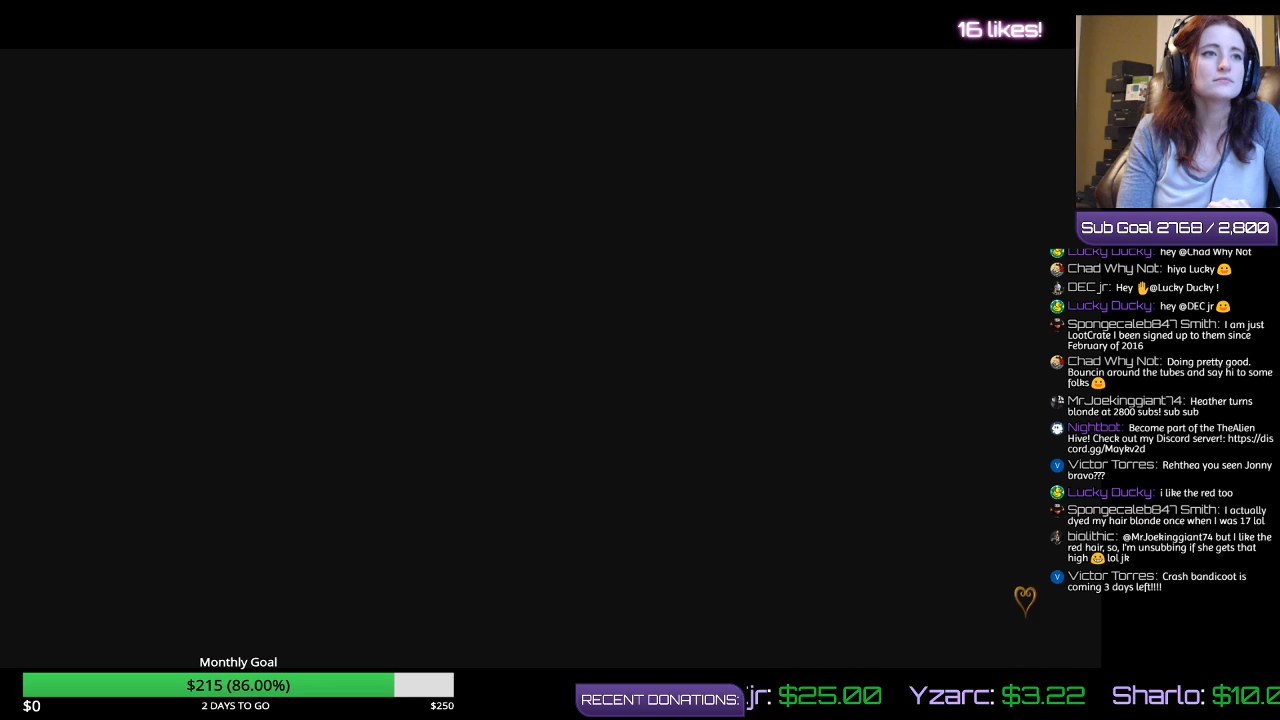 16 likes!
Sub Goal 2768 / 2,800
Lucky Ducky: hey @Chad Why Not
Chad Why Not: hiya Lucky
DEC jr: Hey @Lucky Ducky !
Lucky Ducky: hey @DEC jr
Spongecaleb847 Smith: I am just
LootCrate I been signed up to them since
February of 2016
Chad Why Not: Doing pretty good.
Bouncin around the tubes and say hi to some
folks
MrJoekinggiant74: Heather turns
blonde at 2800 subs! sub sub
Nightbot: Become part of the TheAlien
Hive! Check out my Discord server!: https://dis
cord.gg/Maykv2d
Victor Torres: Rehthea you seen Jonny
bravo???
Lucky Ducky: i like the red too
Spongecaleb847 Smith: I actually
dyed my hair blonde once when I was 17 lol
biolithic: @MrJoekinggiant74 but I like the
red hair, so, I'm unsubbing if she gets that
high lol jk
Victor Torres: Crash bandicoot is
coming 3 days left!!!!
Monthly Goal
$215 (86.00%)
$0 2 DAYS TO GO $250
RECENT DONATIONS: jr: $25.00 Yzarc: $3.22 Sharlo: $10.0